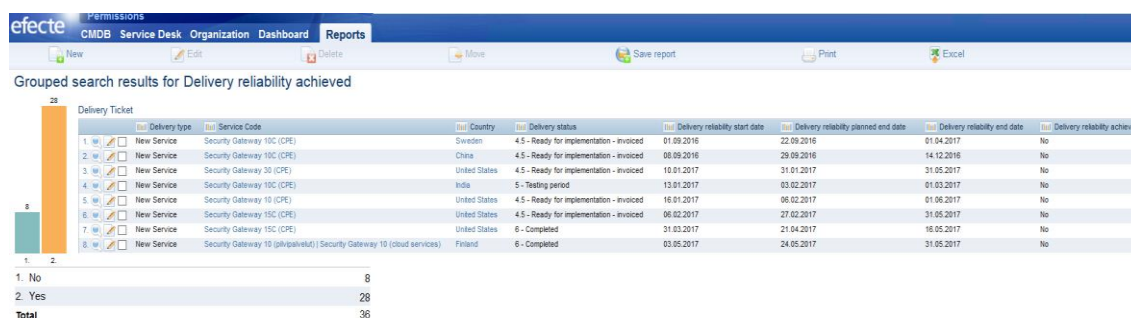 Permissions
efecte
CMDB Service Desk Organization Dashboard Reports
New Edit Delete Move Save report Print Excel
Grouped search results for Delivery reliability achieved
28
8
1. 2.
Delivery Ticket
Delivery type Service Code Country Delivery status Delivery reliability start date Delivery reliability planned end date Delivery reliability end date Delivery reliability achiev
1. New Service Security Gateway 10C (CPE) Sweden 4.5 - Ready for implementation - invoiced 01.09.2016 22.09.2016 01.04.2017 No
2. New Service Security Gateway 10C (CPE) China 4.5 - Ready for implementation - invoiced 08.09.2016 29.09.2016 14.12.2016 No
3. New Service Security Gateway 30 (CPE) United States 4.5 - Ready for implementation - invoiced 10.01.2017 31.01.2017 31.05.2017 No
4. New Service Security Gateway 10C (CPE) India 5 - Testing period 13.01.2017 03.02.2017 01.03.2017 No
5. New Service Security Gateway 10 (CPE) United States 4.5 - Ready for implementation - invoiced 16.01.2017 06.02.2017 01.06.2017 No
6. New Service Security Gateway 15C (CPE) United States 4.5 - Ready for implementation - invoiced 06.02.2017 27.02.2017 31.05.2017 No
7. New Service Security Gateway 15C (CPE) United States 6 - Completed 31.03.2017 21.04.2017 16.05.2017 No
8. New Service Security Gateway 10 (pilvipalvelut) | Security Gateway 10 (cloud services) Finland 6 - Completed 03.05.2017 24.05.2017 31.05.2017 No
1. No 8
2. Yes 28
Total 36